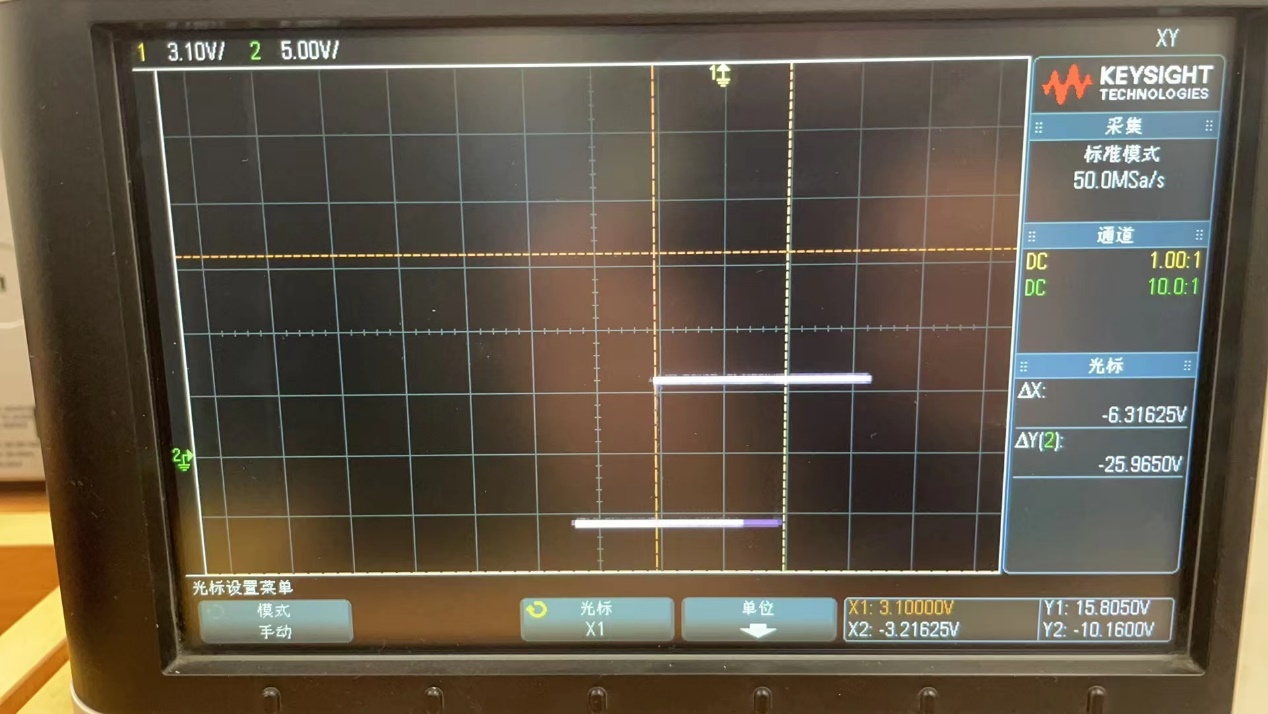 1 3.10V/ 2 5.00V/
XY
1
KEYSIGHT
TECHNOLOGIES
采集
标准模式
50.0MSa/s
通道
DC 1.00:1
DC 10.0:1
光标
ΔX:
-6.31625V
ΔY(2):
-25.9650V
2
光标设置菜单
模式
手动
光标
X1
单位
X1: 3.10000V
X2: -3.21625V
Y1: 15.8050V
Y2: -10.1600V